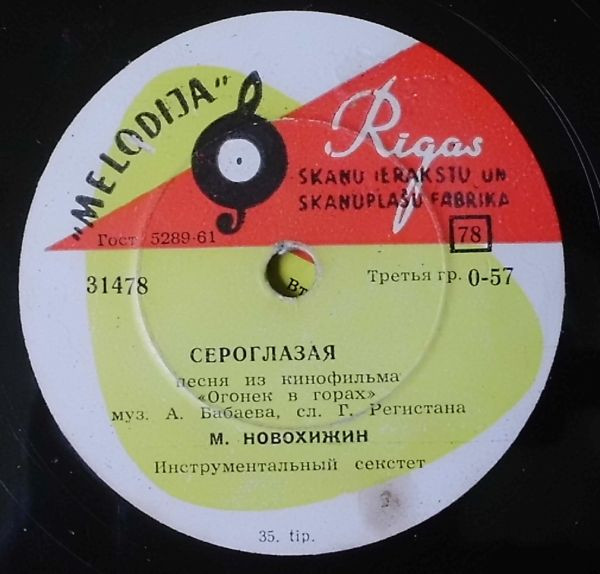 "MELODIJA"
Rigas
SKAŅU IERAKSTU UN
SKAŅUPLAŠU FABRIKA
Гост 5289-61
78
31478
Третья гр. 0-57
Вт
СЕРОГЛАЗАЯ
песня из кинофильма
«Огонек в горах»
муз. А. Бабаева, сл. Г. Регистана
М. НОВОХИЖИН
Инструментальный секстет
35. tip.